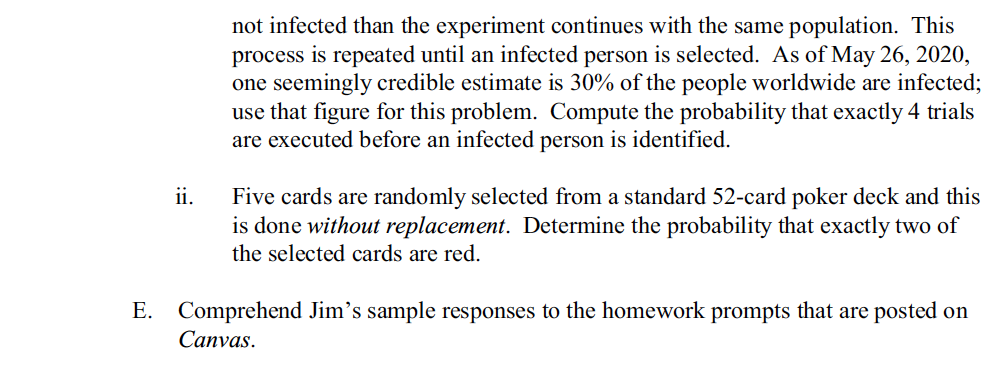 not infected than the experiment continues with the same population.  This
process is repeated until an infected person is selected.  As of May 26, 2020,
one seemingly credible estimate is 30% of the people worldwide are infected;
use that figure for this problem.  Compute the probability that exactly 4 trials
are executed before an infected person is identified.
ii. Five cards are randomly selected from a standard 52-card poker deck and this
is done without replacement.  Determine the probability that exactly two of
the selected cards are red.
E. Comprehend Jim’s sample responses to the homework prompts that are posted on
Canvas.